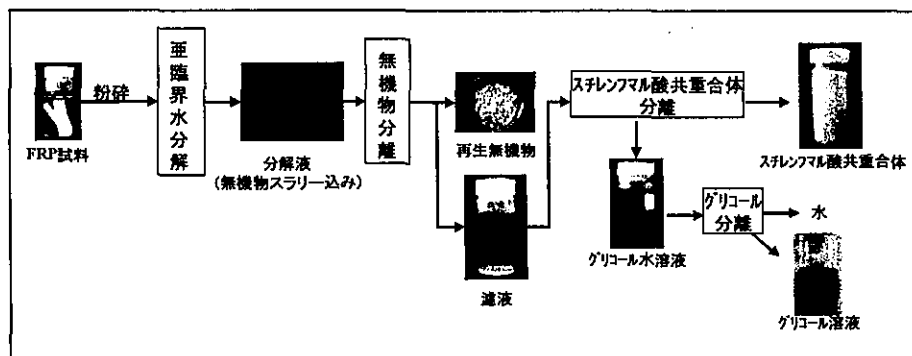 FRP試料
粉砕
亜臨界水分解
分解液
(無機物スラリー込み)
無機物分離
再生無機物
濾液
スチレンフマル酸共重合体
分離
スチレンフマル酸共重合体
グリコール水溶液
グリコール
分離
水
グリコール溶液